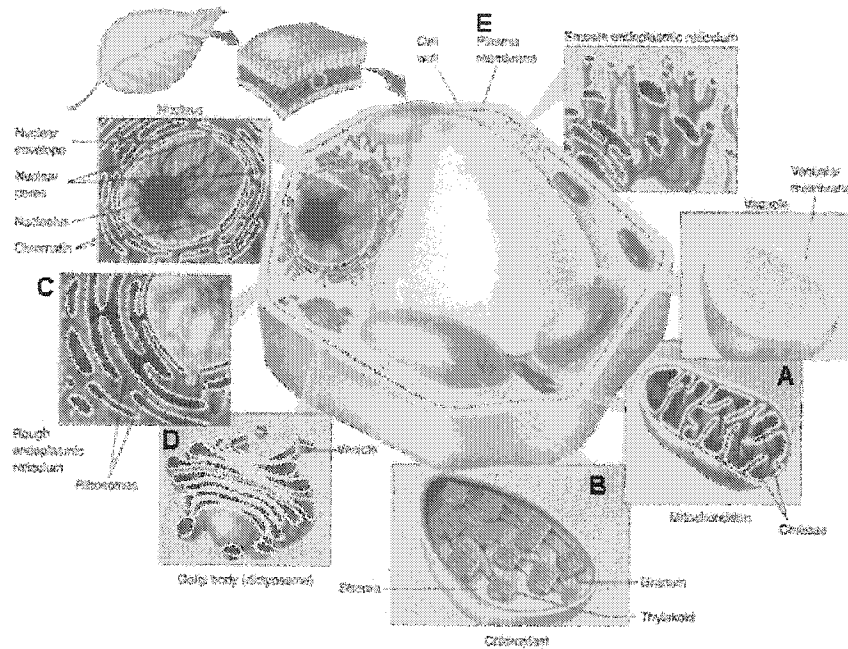 E
Cell
wall
Plasma
membrane
Smooth endoplasmic reticulum
Nucleus
Nuclear
envelope
Nuclear
pores
Nucleolus
Chromatin
Vacuolar
membrane
Vacuole
C
A
Rough
endoplasmic
reticulum
Ribosomes
D
Vesicle
Golgi body (dictyosome)
B
Mitochondrion
Cristae
Stroma
Granum
Thylakoid
Chloroplast